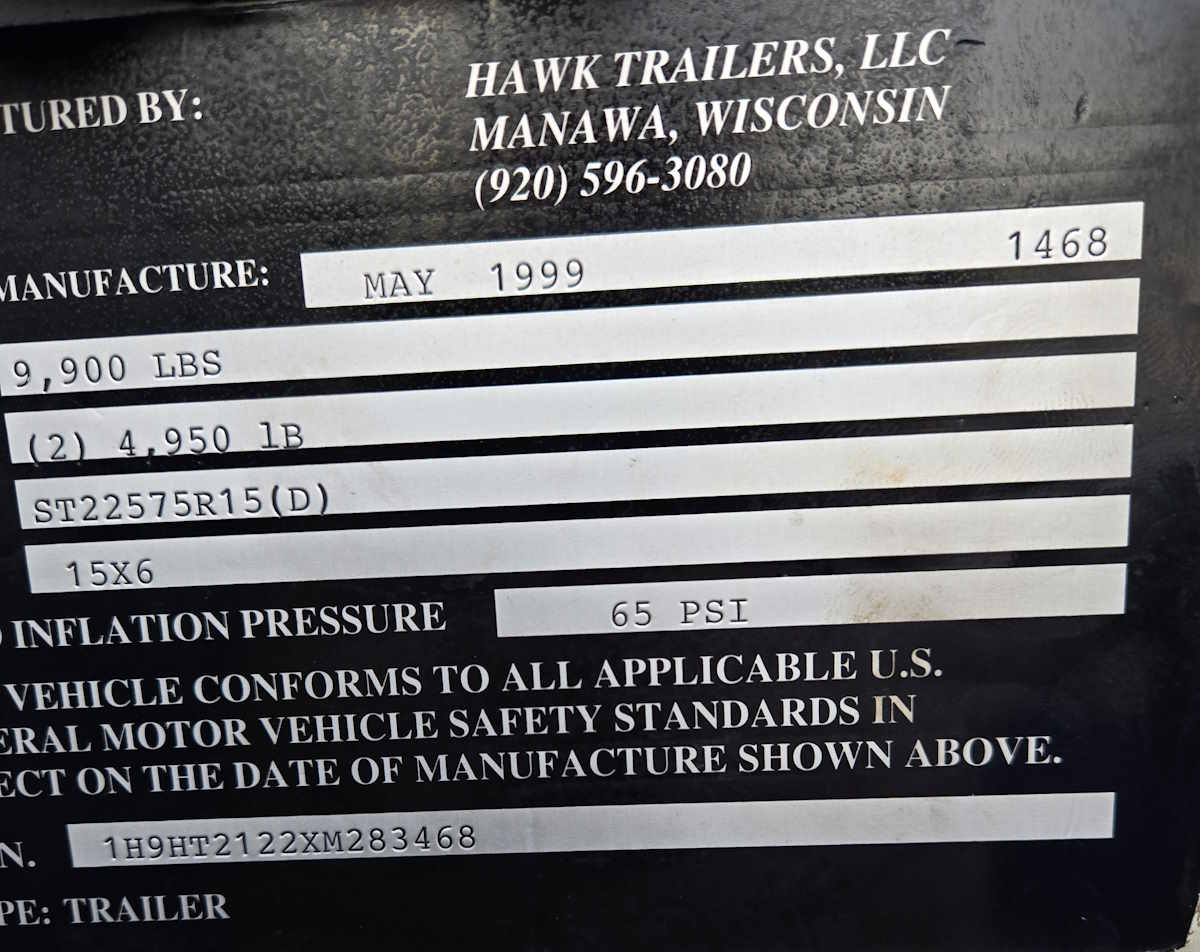 TURED BY:
HAWK TRAILERS, LLC
MANAWA, WISCONSIN
(920) 596-3080
MANUFACTURE: MAY 1999 1468
9,900 LBS
(2) 4,950 lB
ST22575R15(D)
15X6
INFLATION PRESSURE 65 PSI
VEHICLE CONFORMS TO ALL APPLICABLE U.S.
ERAL MOTOR VEHICLE SAFETY STANDARDS IN
ECT ON THE DATE OF MANUFACTURE SHOWN ABOVE.
N. 1H9HT2122XM283468
PE: TRAILER